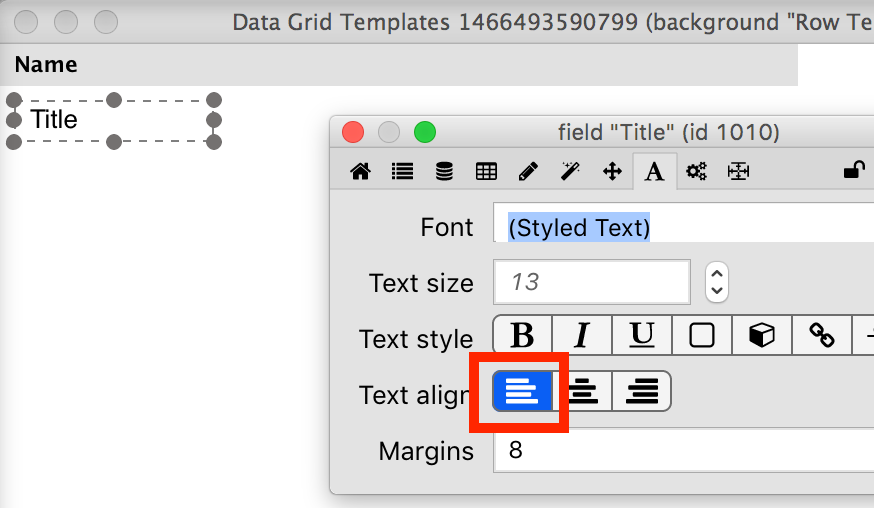 Data Grid Templates 1466493590799 (background "Row Te
Name
Title
field "Title" (id 1010)
A
Font (Styled Text)
Text size 13
Text style B I U
Text align
Margins 8